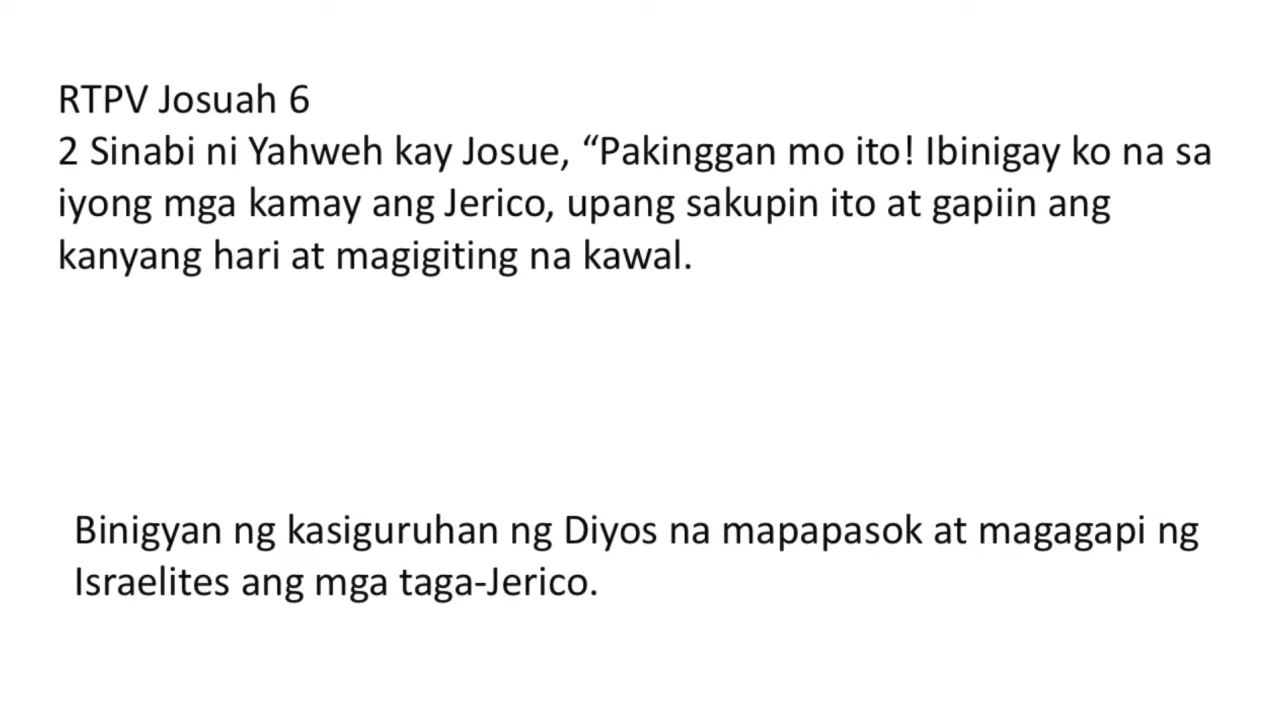 RTPV Josuah 6
2 Sinabi ni Yahweh kay Josue, “Pakinggan mo ito! Ibinigay ko na sa
iyong mga kamay ang Jerico, upang sakupin ito at gapiin ang
kanyang hari at magigiting na kawal.
Binigyan ng kasiguruhan ng Diyos na mapapasok at magagapi ng
Israelites ang mga taga-Jerico.